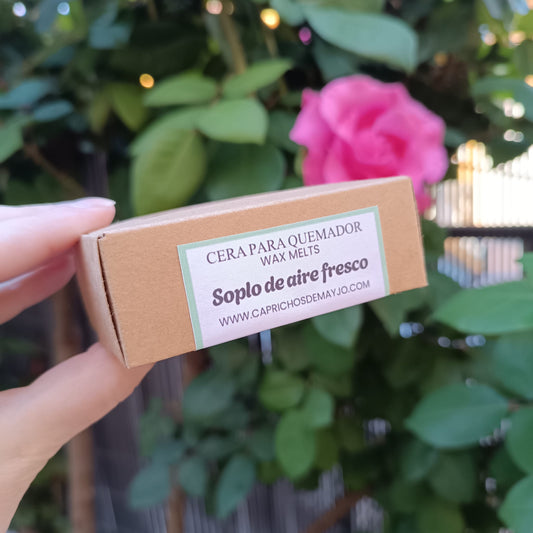 CERA PARA QUEMADOR
WAX MELTS
Soplo de aire fresco
WWW.CAPRICHOSDEMAYJO.COM